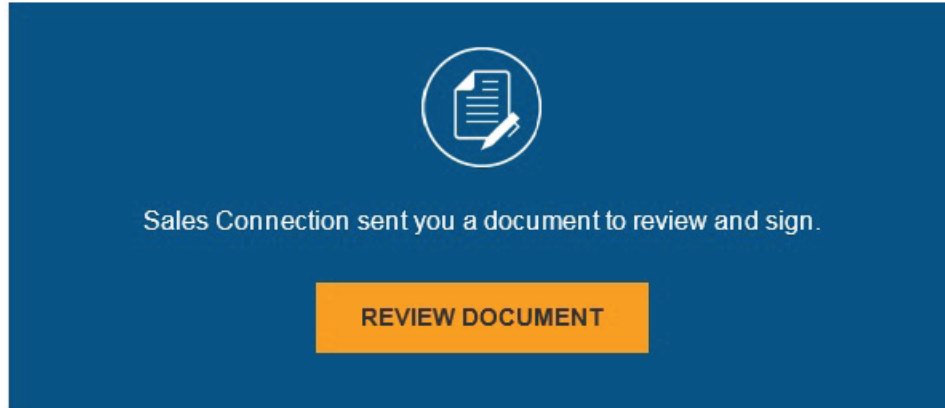 Sales Connection sent you a document to review and sign.
REVIEW DOCUMENT